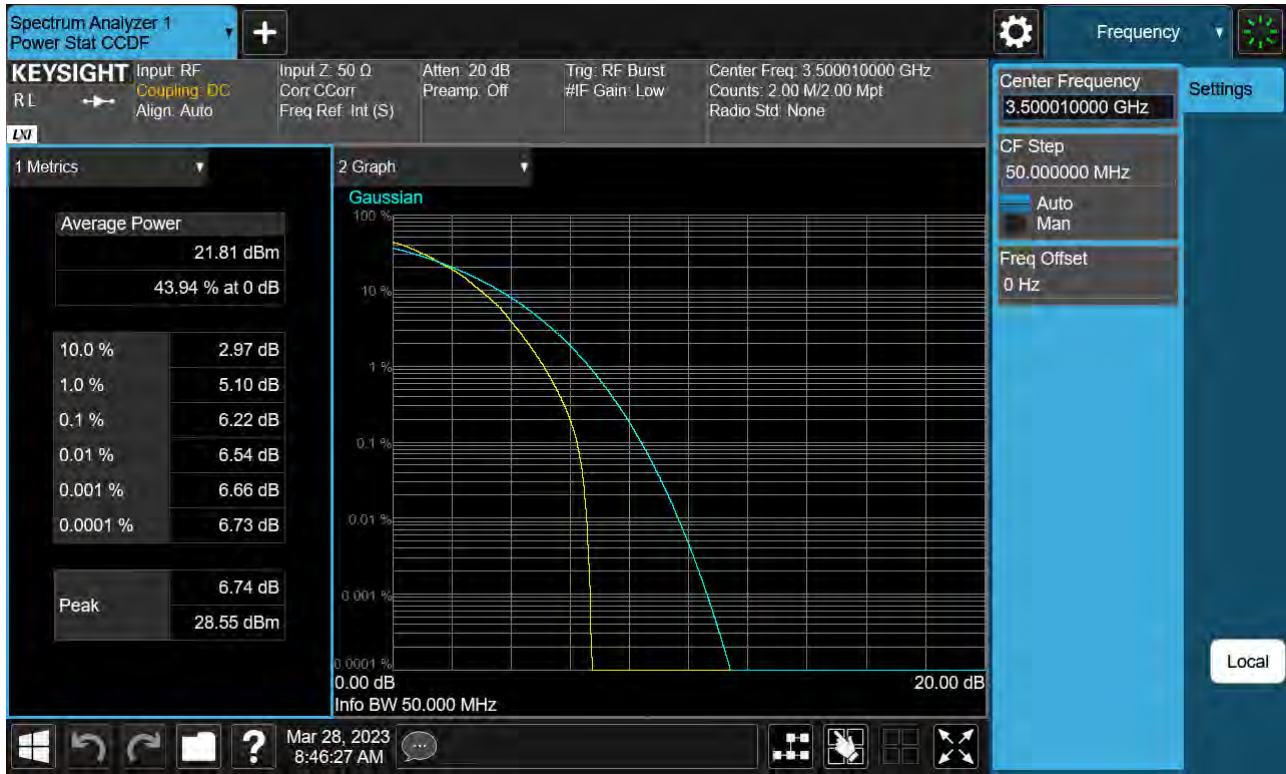 Spectrum Analyzer 1
Power Stat CCDF
+
Frequency
KEYSIGHT
RL
LXI
Input: RF
Coupling: DC
Align: Auto
Input Z: 50 Ω
Corr CCorr
Freq Ref: Int (S)
Atten: 20 dB
Preamp: Off
Trig: RF Burst
#IF Gain: Low
Center Freq: 3.500010000 GHz
Counts: 2.00 M/2.00 Mpt
Radio Std: None
Center Frequency
3.500010000 GHz
Settings
CF Step
50.000000 MHz
Auto
Man
Freq Offset
0 Hz
Local
1 Metrics
Average Power
21.81 dBm
43.94 % at 0 dB
10.0 % 2.97 dB
1.0 % 5.10 dB
0.1 % 6.22 dB
0.01 % 6.54 dB
0.001 % 6.66 dB
0.0001 % 6.73 dB
Peak
6.74 dB
28.55 dBm
2 Graph
Gaussian
100 %
10 %
1 %
0.1 %
0.01 %
0.001 %
0.0001 %
0.00 dB
20.00 dB
Info BW 50.000 MHz
?
Mar 28, 2023
8:46:27 AM